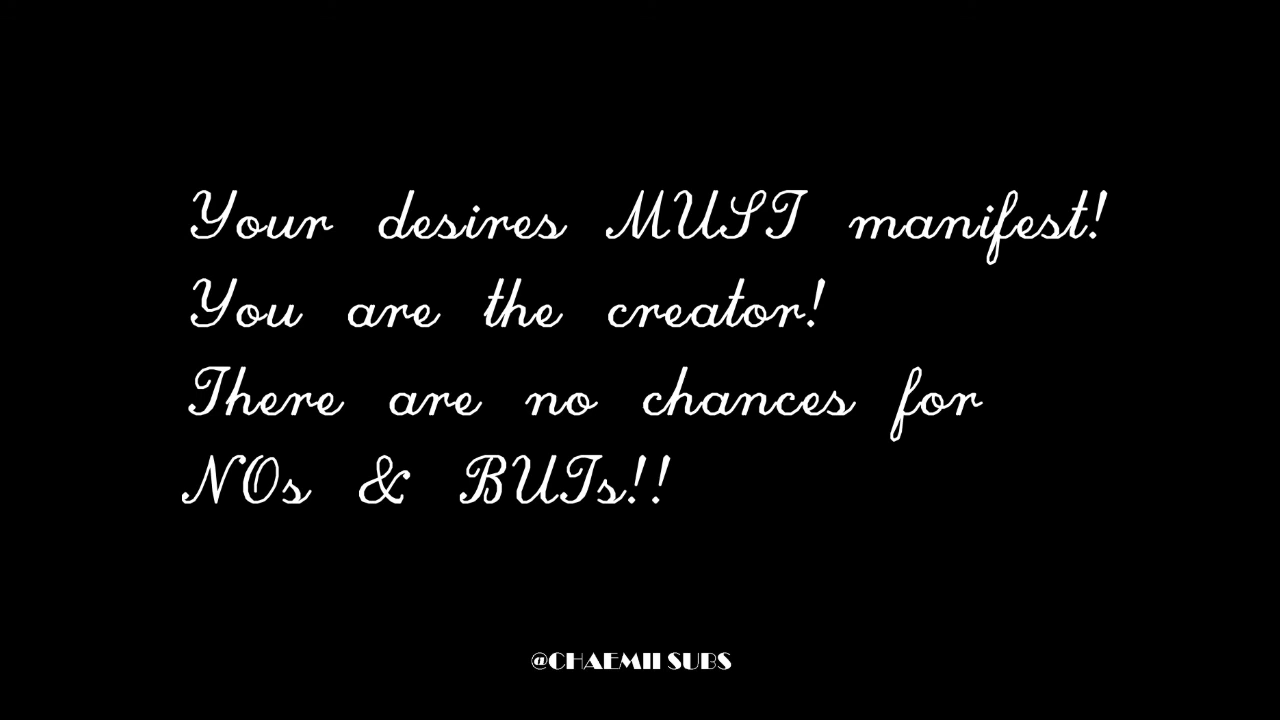 Your desires MUST manifest!
You are the creator!
There are no chances for
NOs & BUTs!!
@CHAEMII SUBS